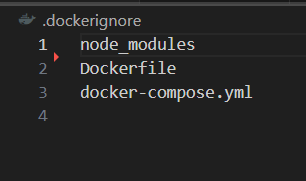 .dockerignore
1 node_modules
2 Dockerfile
3 docker-compose.yml
4